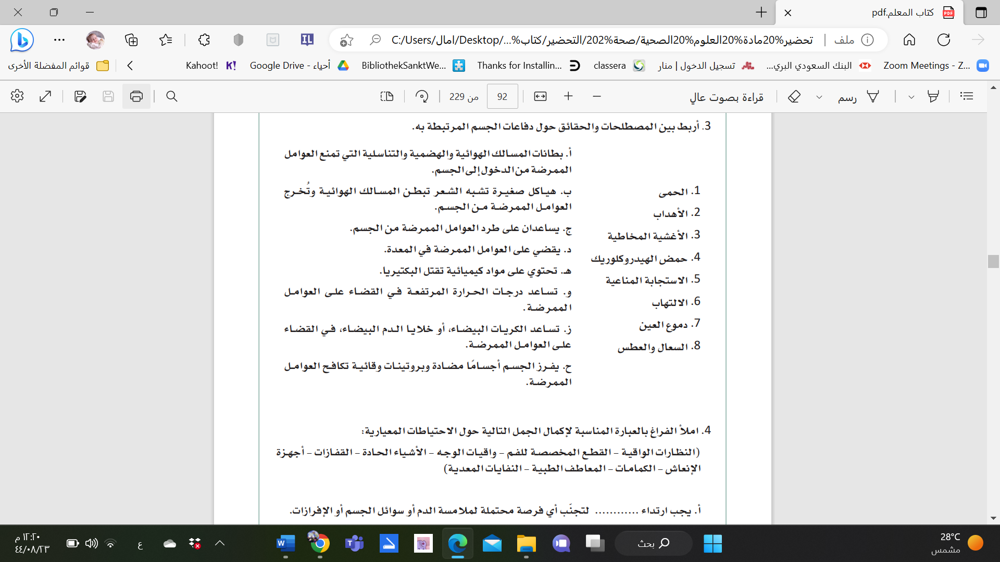 كتاب المعلم.pdf
C:/Users/امال/Desktop/تحضير%20مادة%20العلوم%20الصحية/صحة%202/التحضير/كتاب%...
ملف
Zoom Meetings - Z...
البنك السعودي البري...
تسجيل الدخول | منار
classera
Thanks for Installin...
BibliothekSanktWe...
أحياء - Google Drive
Kahoot!
قوائم المفضلة الأخرى
رسم
قراءة بصوت عالٍ
92
من 229
3. أربط بين المصطلحات والحقائق حول دفاعات الجسم المرتبطة به.
1. الحمى
2. الأهداب
3. الأغشية المخاطية
4. حمض الهيدروكلوريك
5. الاستجابة المناعية
6. الالتهاب
7. دموع العين
8. السعال والعطس
أ. بطانات المسالك الهوائية والهضمية والتناسلية التي تمنع العوامل
الممرضة من الدخول إلى الجسم.
ب. هياكل صغيرة تشبه الشعر تبطن المسالك الهوائية وتُخرج
العوامل الممرضة من الجسم.
ج. يساعدان على طرد العوامل الممرضة من الجسم.
د. يقضي على العوامل الممرضة في المعدة.
هـ. تحتوي على مواد كيميائية تقتل البكتيريا.
و. تساعد درجات الحرارة المرتفعة في القضاء على العوامل
الممرضة.
ز. تساعد الكريات البيضاء، أو خلايا الدم البيضاء، في القضاء
على العوامل الممرضة.
ح. يفرز الجسم أجسامًا مضادة وبروتينات وقائية تكافح العوامل
الممرضة.
4. املأ الفراغ بالعبارة المناسبة لإكمال الجمل التالية حول الاحتياطات المعيارية:
(النظارات الواقية – القطع المخصصة للفم – واقيات الوجه – الأشياء الحادة – القفازات – أجهزة
الإنعاش – الكمامات – المعاطف الطبية – النفايات المعدية)
أ. يجب ارتداء ............ لتجنّب أي فرصة محتملة لملامسة الدم أو سوائل الجسم أو الإفرازات.
28°C
مشمس
بحث
ع
١٢:٢٠ م
٤٤/٠٨/٢٣